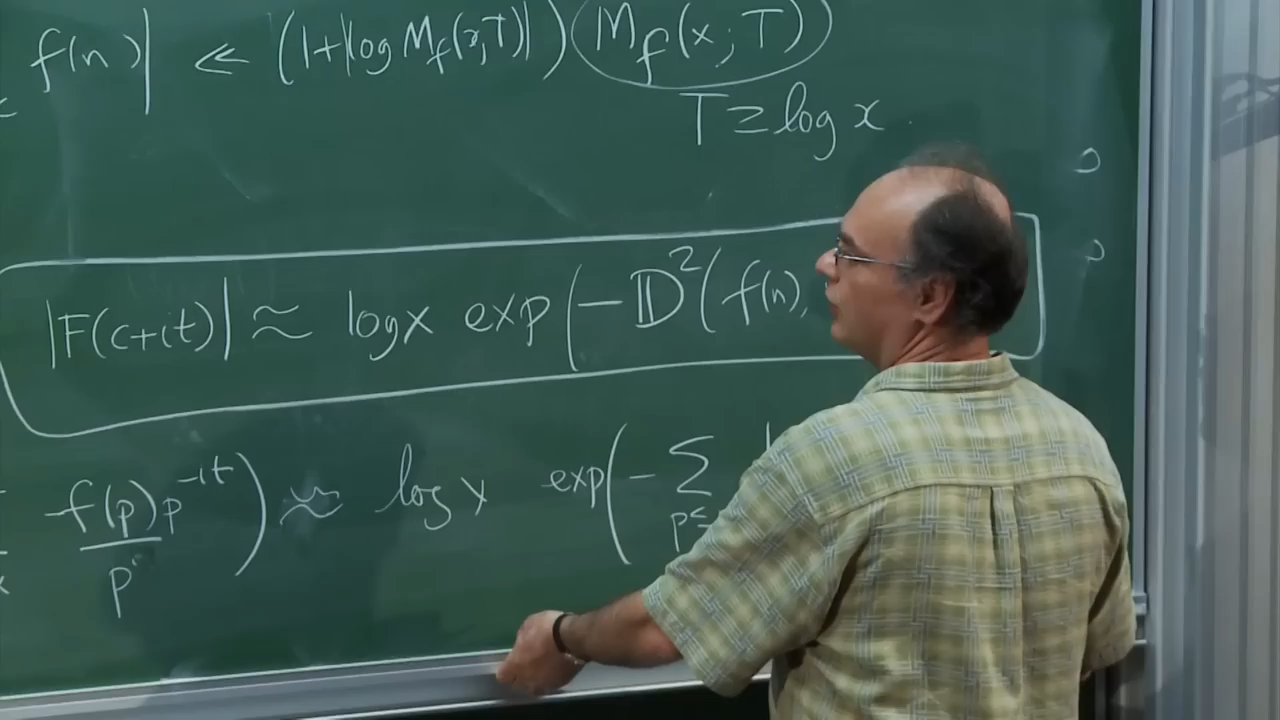 f(n)| ≪ (1+|log M_f(x;T)|) (M_f(x;T))
T ≥ log x
|F(c+it)| ≈ log x exp(-𝔻²(f(n),
f(p)p^{-it} / p) ≈ log x exp(-∑_{p≤